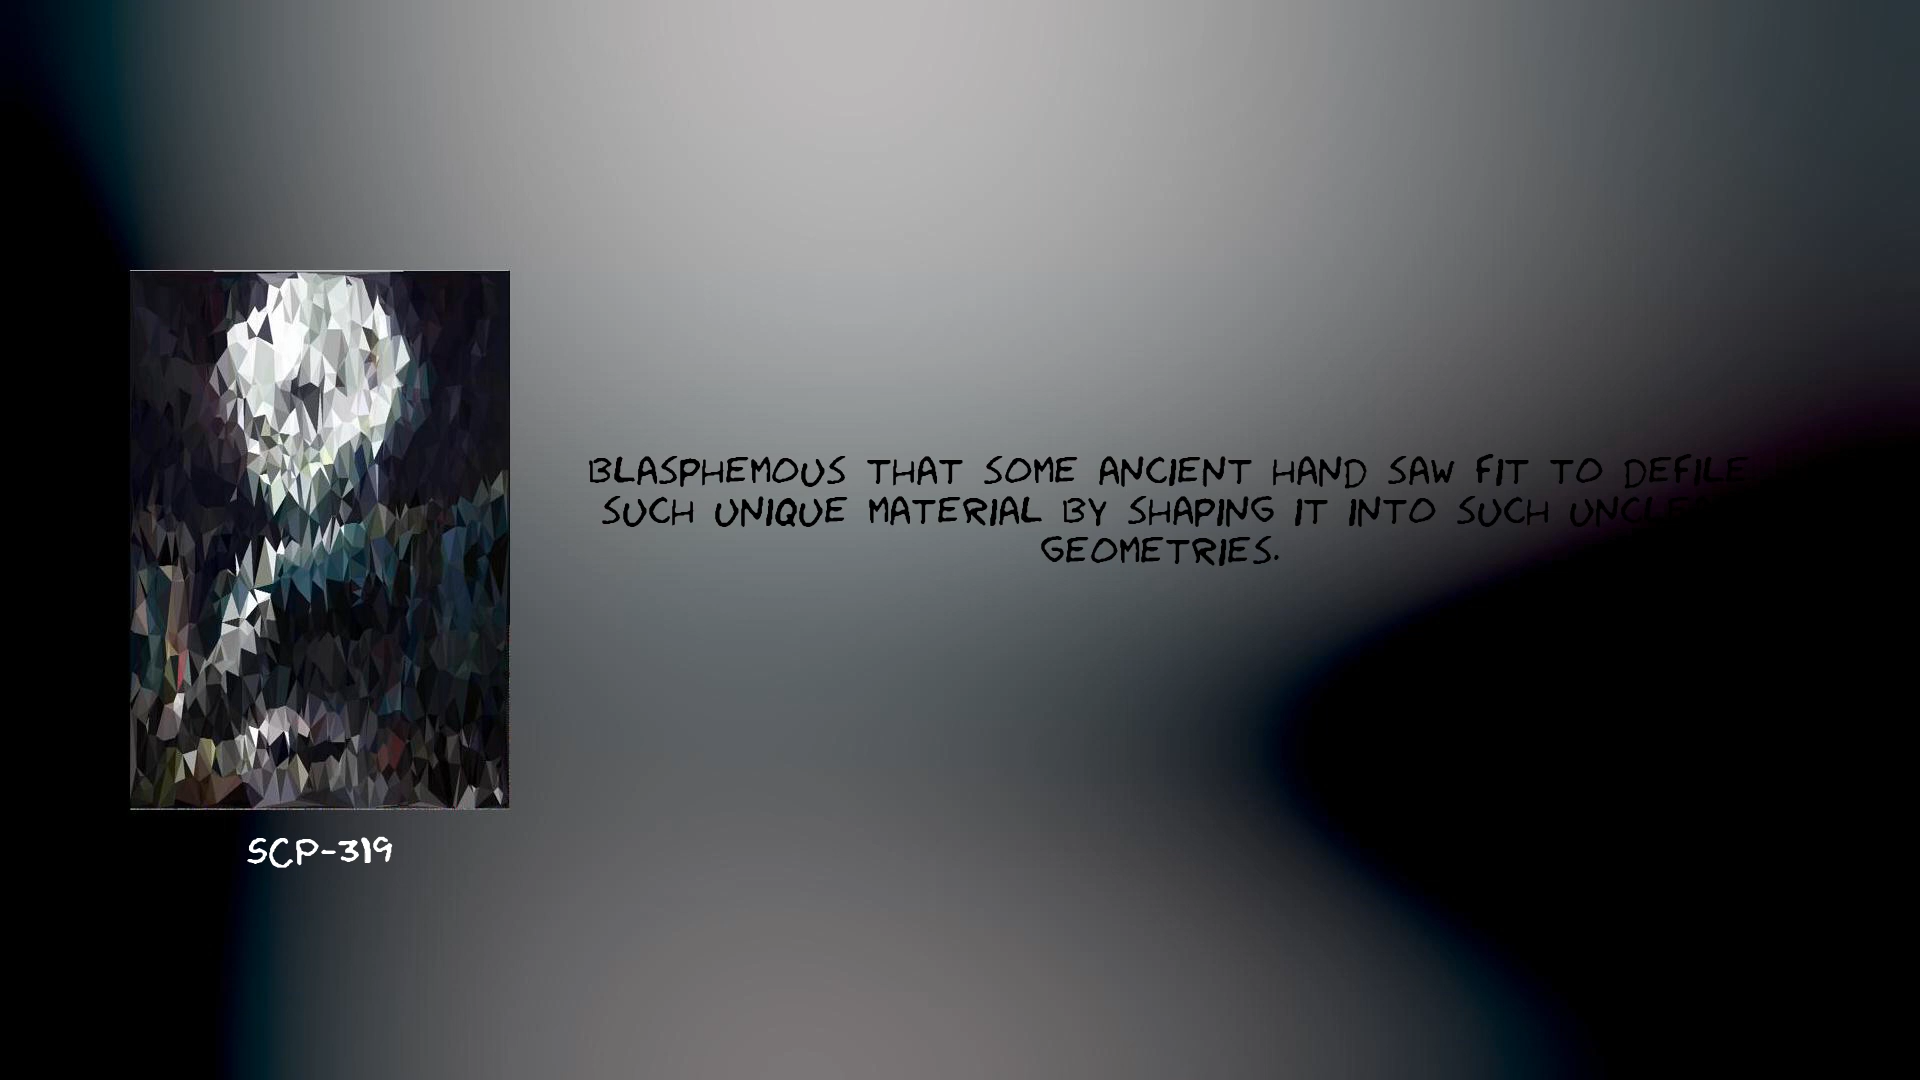 BLASPHEMOUS THAT SOME ANCIENT HAND SAW FIT TO DEFILE
SUCH UNIQUE MATERIAL BY SHAPING IT INTO SUCH
GEOMETRIES.
SCP-319